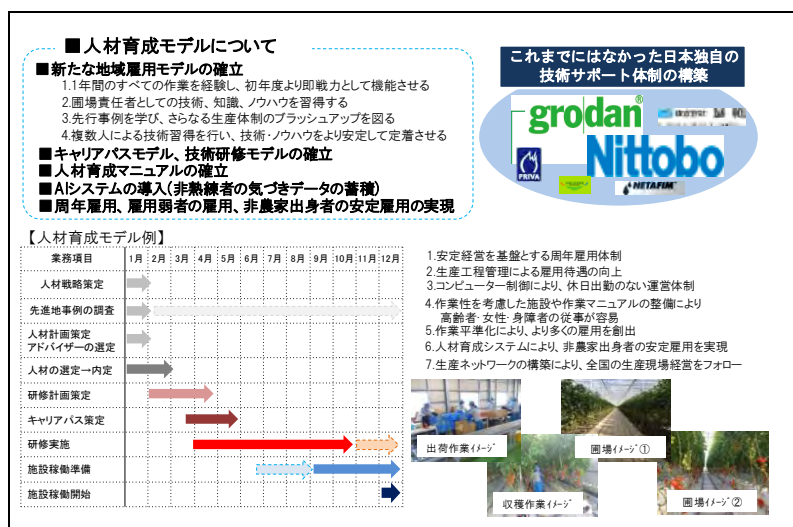 ■人材育成モデルについて
■新たな地域雇用モデルの確立
1.1年間のすべての作業を経験し、初年度より即戦力として機能させる
2.圃場責任者としての技術、知識、ノウハウを習得する
3.先行事例を学び、さらなる生産体制のブラッシュアップを図る
4.複数人による技術習得を行い、技術・ノウハウをより安定して定着させる
■キャリアパスモデル、技術研修モデルの確立
■人材育成マニュアルの確立
■AIシステムの導入(非熟練者の気づきデータの蓄積)
■周年雇用、雇用弱者の雇用、非農家出身者の安定雇用の実現
これまでにはなかった日本独自の
技術サポート体制の構築
grodan
Nittobo
PRIVA
NETAFIM
【人材育成モデル例】
業務項目 1月 2月 3月 4月 5月 6月 7月 8月 9月 10月 11月 12月
人材戦略策定
先進地事例の調査
人材計画策定
アドバイザーの選定
人材の選定→内定
研修計画策定
キャリアパス策定
研修実施
施設稼働準備
施設稼働開始
1.安定経営を基盤とする周年雇用体制
2.生産工程管理による雇用待遇の向上
3.コンピューター制御により、休日出勤のない運営体制
4.作業性を考慮した施設や作業マニュアルの整備により
高齢者・女性・身障者の従事が容易
5.作業平準化により、より多くの雇用を創出
6.人材育成システムにより、非農家出身者の安定雇用を実現
7.生産ネットワークの構築により、全国の生産現場経営をフォロー
出荷作業ｲﾒｰｼﾞ
圃場ｲﾒｰｼﾞ①
収穫作業ｲﾒｰｼﾞ
圃場ｲﾒｰｼﾞ②